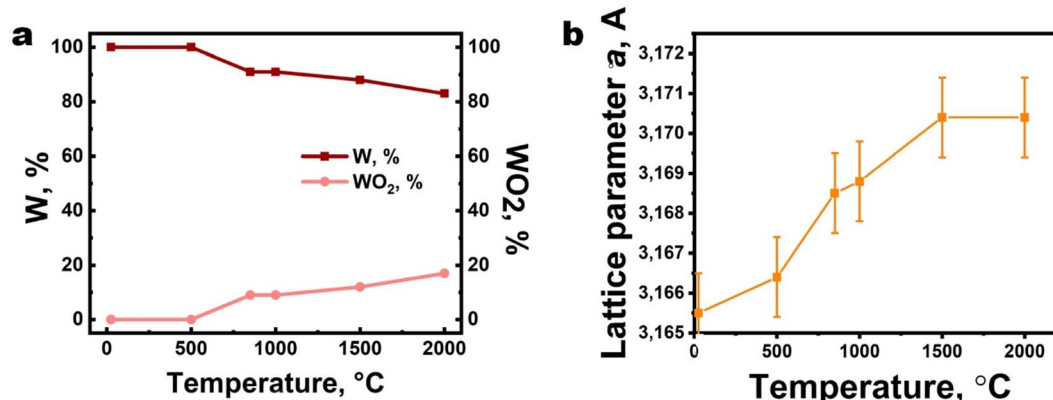 a
W, %
100
80
60
40
20
0
W, %
WO2, %
100
80
60
40
20
0
WO2, %
0 500 1000 1500 2000
Temperature, °C
b
Lattice parameter a, A
3,172
3,171
3,170
3,169
3,168
3,167
3,166
3,165
0 500 1000 1500 2000
Temperature, °C